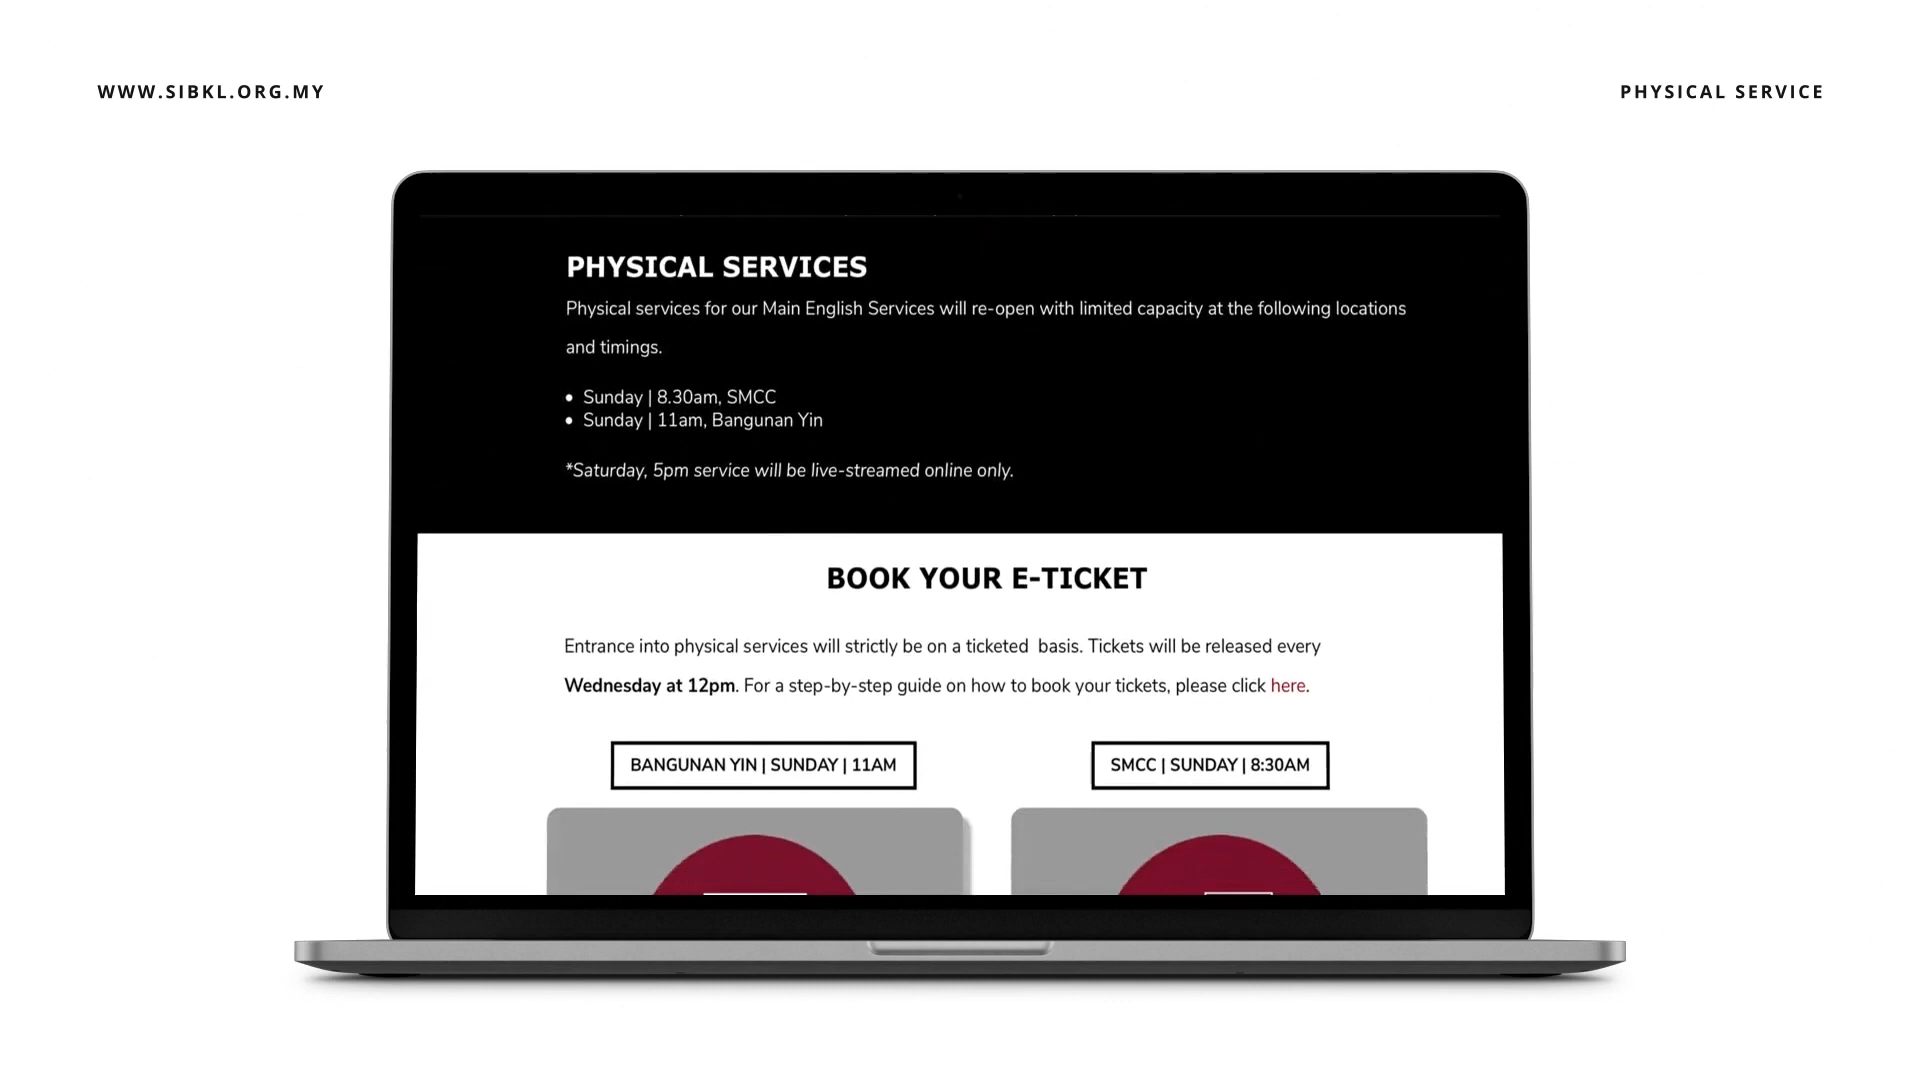 WWW.SIBKL.ORG.MY
PHYSICAL SERVICE
PHYSICAL SERVICES
Physical services for our Main English Services will re-open with limited capacity at the following locations
and timings.
• Sunday | 8.30am, SMCC
• Sunday | 11am, Bangunan Yin
*Saturday, 5pm service will be live-streamed online only.
BOOK YOUR E-TICKET
Entrance into physical services will strictly be on a ticketed  basis. Tickets will be released every
Wednesday at 12pm. For a step-by-step guide on how to book your tickets, please click here.
BANGUNAN YIN | SUNDAY | 11AM
SMCC | SUNDAY | 8:30AM